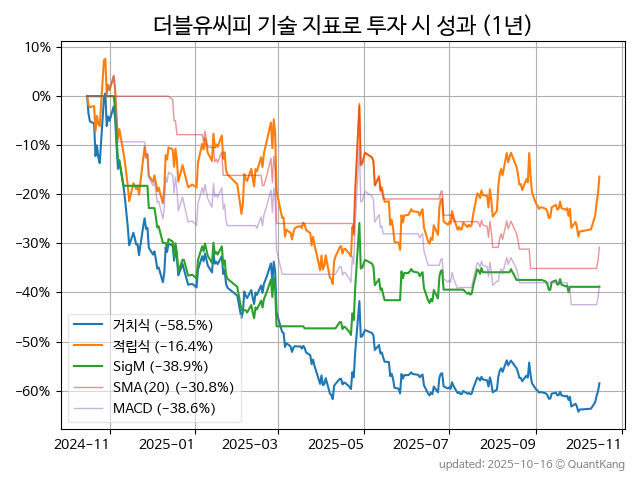 더블유씨피 기술 지표로 투자 시 성과 (1년)
10%
0%
−10%
−20%
−30%
−40%
−50%
−60%
거치식 (−58.5%)
적립식 (−16.4%)
SigM (−38.9%)
SMA(20) (−30.8%)
MACD (−38.6%)
2024-11 2025-01 2025-03 2025-05 2025-07 2025-09 2025-11
updated: 2025-10-16 © QuantKang